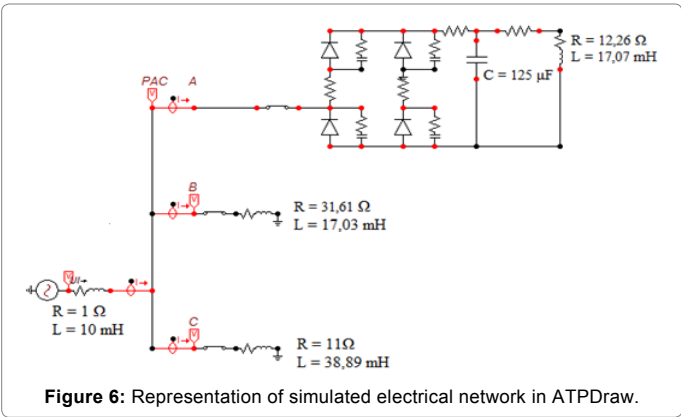 R = 12,26 Ω
L = 17,07 mH
C = 125 µF
PAC A
B
R = 31,61 Ω
L = 17,03 mH
R = 1 Ω
L = 10 mH
C
R = 11Ω
L = 38,89 mH
Figure 6: Representation of simulated electrical network in ATPDraw.